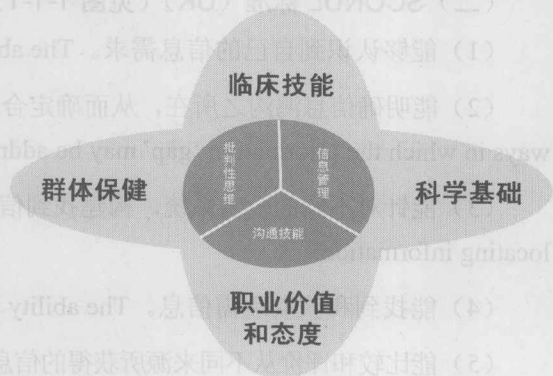 临床技能
批判性思维
信息管理
群体保健
科学基础
沟通技能
职业价值
和态度